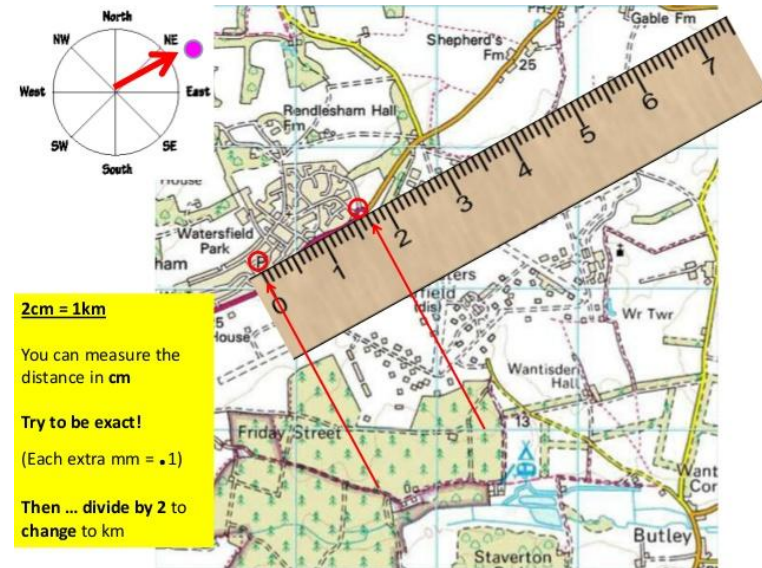 North
NW
NE
West
East
SW
SE
South
Gable Fm
Shepherd's
Fm
25
Rendlesham Hall
Fm
House
Watersfield
Park
ham
P
0 1 2 3 4 5 6 7
ters
field
(dis)
Wr Twr
House
Wantisden
Hall
13
Friday Street
Want
Cor
Butley
Staverton
2cm = 1km
You can measure the
distance in cm
Try to be exact!
(Each extra mm = .1)
Then … divide by 2 to
change to km